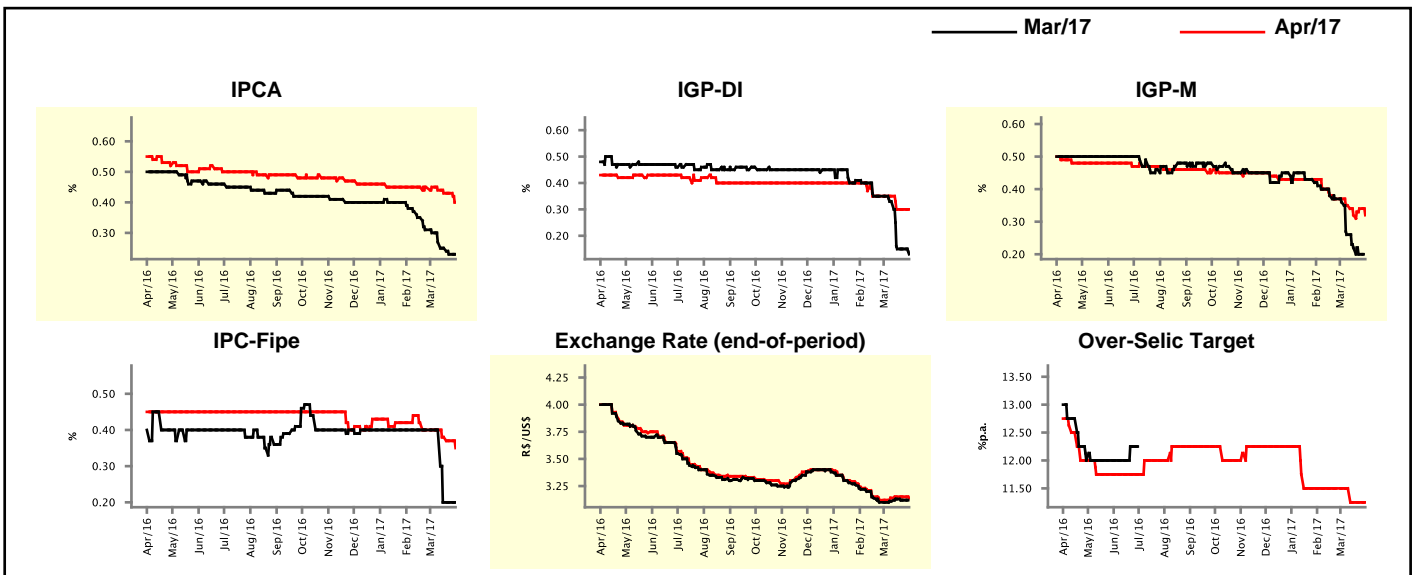 Mar/17 Apr/17
IPCA
IGP-DI
IGP-M
%
0.60
0.50
0.40
0.30
Apr/16 May/16 Jun/16 Jul/16 Aug/16 Sep/16 Oct/16 Nov/16 Dec/16 Jan/17 Feb/17 Mar/17
%
0.60
0.50
0.40
0.30
0.20
Apr/16 May/16 Jun/16 Jul/16 Aug/16 Sep/16 Oct/16 Nov/16 Dec/16 Jan/17 Feb/17 Mar/17
%
0.60
0.50
0.40
0.30
0.20
Apr/16 May/16 Jun/16 Jul/16 Aug/16 Sep/16 Oct/16 Nov/16 Dec/16 Jan/17 Feb/17 Mar/17
IPC-Fipe
Exchange Rate (end-of-period)
Over-Selic Target
%
0.50
0.40
0.30
0.20
Apr/16 May/16 Jun/16 Jul/16 Aug/16 Sep/16 Oct/16 Nov/16 Dec/16 Jan/17 Feb/17 Mar/17
R$/US$
4.25
4.00
3.75
3.50
3.25
Apr/16 May/16 Jun/16 Jul/16 Aug/16 Sep/16 Oct/16 Nov/16 Dec/16 Jan/17 Feb/17 Mar/17
%p.a.
13.50
13.00
12.50
12.00
11.50
Apr/16 May/16 Jun/16 Jul/16 Aug/16 Sep/16 Oct/16 Nov/16 Dec/16 Jan/17 Feb/17 Mar/17